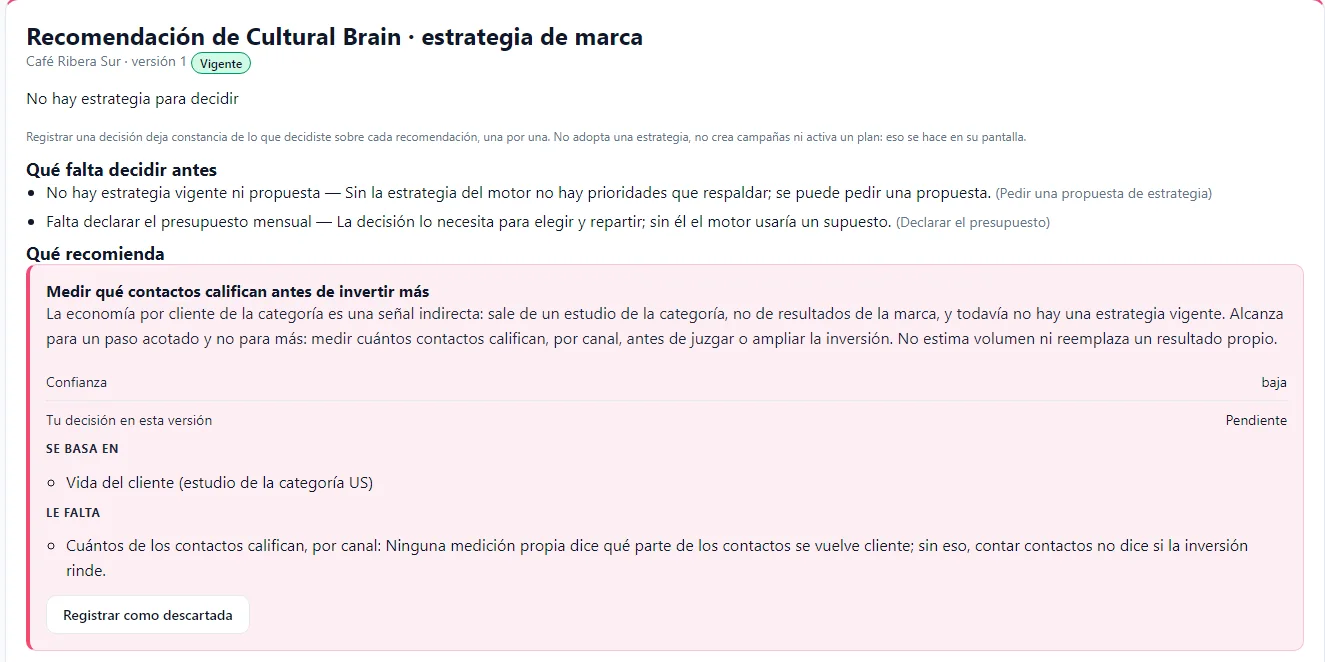 Recomendación de Cultural Brain · estrategia de marca
Café Ribera Sur · versión 1 Vigente
No hay estrategia para decidir
Registrar una decisión deja constancia de lo que decidiste sobre cada recomendación, una por una. No adopta una estrategia, no crea campañas ni activa un plan: eso se hace en su pantalla.
Qué falta decidir antes
• No hay estrategia vigente ni propuesta — Sin la estrategia del motor no hay prioridades que respaldar; se puede pedir una propuesta. (Pedir una propuesta de estrategia)
• Falta declarar el presupuesto mensual — La decisión lo necesita para elegir y repartir; sin él el motor usaría un supuesto. (Declarar el presupuesto)
Qué recomienda
Medir qué contactos califican antes de invertir más
La economía por cliente de la categoría es una señal indirecta: sale de un estudio de la categoría, no de resultados de la marca, y todavía no hay una estrategia vigente. Alcanza
para un paso acotado y no para más: medir cuántos contactos califican, por canal, antes de juzgar o ampliar la inversión. No estima volumen ni reemplaza un resultado propio.
Confianza baja
Tu decisión en esta versión Pendiente
SE BASA EN
◦ Vida del cliente (estudio de la categoría US)
LE FALTA
◦ Cuántos de los contactos califican, por canal: Ninguna medición propia dice qué parte de los contactos se vuelve cliente; sin eso, contar contactos no dice si la inversión
rinde.
Registrar como descartada